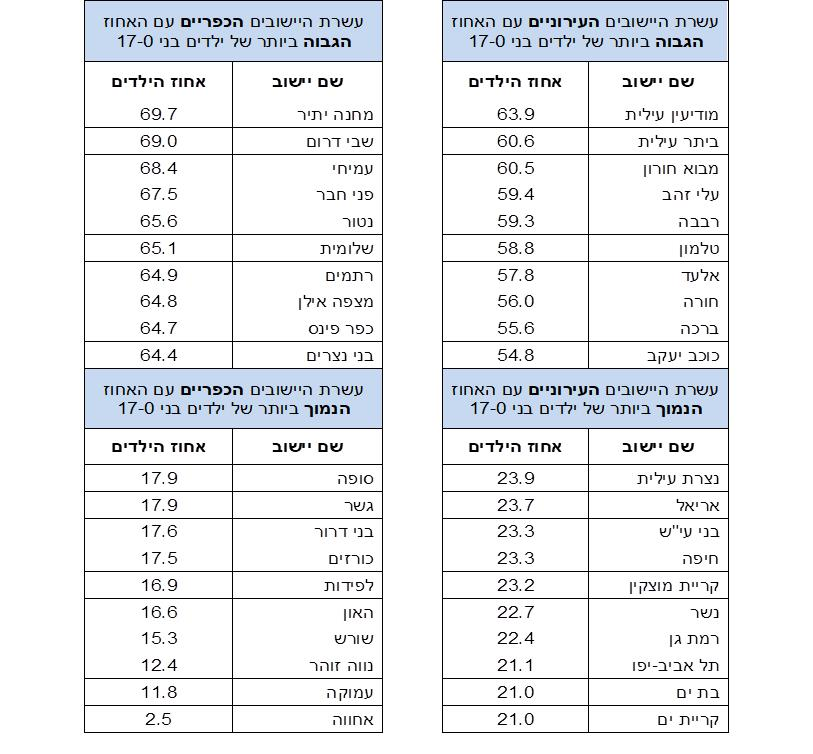 עשרת היישובים העירוניים עם האחוז
הגבוה ביותר של ילדים בני 17-0
שם יישוב אחוז הילדים
מודיעין עילית 63.9
ביתר עילית 60.6
מבוא חורון 60.5
עלי זהב 59.4
רבבה 59.3
טלמון 58.8
אלעד 57.8
חורה 56.0
ברכה 55.6
כוכב יעקב 54.8
עשרת היישובים העירוניים עם האחוז
הנמוך ביותר של ילדים בני 17-0
שם יישוב אחוז הילדים
נצרת עילית 23.9
אריאל 23.7
בני עי"ש 23.3
חיפה 23.3
קריית מוצקין 23.2
נשר 22.7
רמת גן 22.4
תל אביב-יפו 21.1
בת ים 21.0
קריית ים 21.0
עשרת היישובים הכפריים עם האחוז
הגבוה ביותר של ילדים בני 17-0
שם יישוב אחוז הילדים
מחנה יתיר 69.7
שבי דרום 69.0
עמיחי 68.4
פני חבר 67.5
נטור 65.6
שלומית 65.1
רתמים 64.9
מצפה אילן 64.8
כפר פינס 64.7
בני נצרים 64.4
עשרת היישובים הכפריים עם האחוז
הנמוך ביותר של ילדים בני 17-0
שם יישוב אחוז הילדים
סופה 17.9
גשר 17.9
בני דרור 17.6
כורזים 17.5
לפידות 16.9
האון 16.6
שורש 15.3
נווה זוהר 12.4
עמוקה 11.8
אחווה 2.5